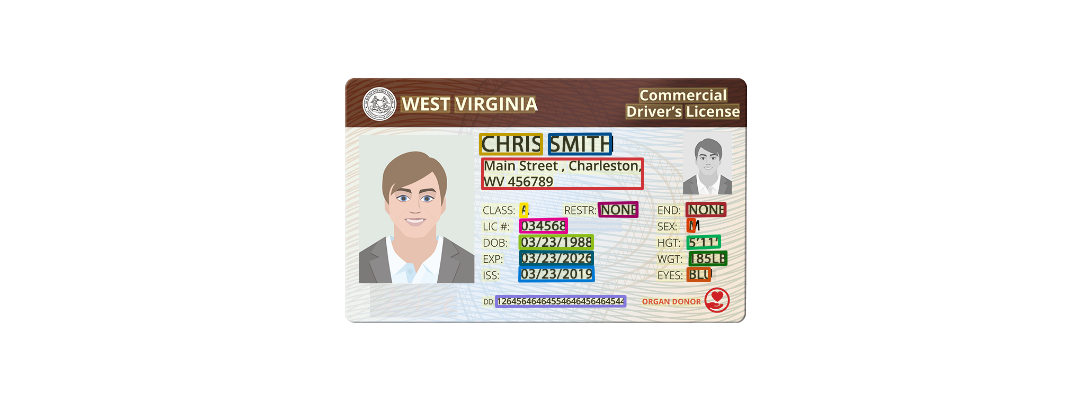 WEST VIRGINIA
Commercial
Driver's License
CHRIS SMITH
Main Street , Charleston,
WV 456789
CLASS: A RESTR: NONE END: NONE
LIC #: 034568 SEX: M
DOB: 03/23/1988 HGT: 5'11"
EXP: 03/23/2026 WGT: 185LB
ISS: 03/23/2019 EYES: BLU
DD: ORGAN DONOR